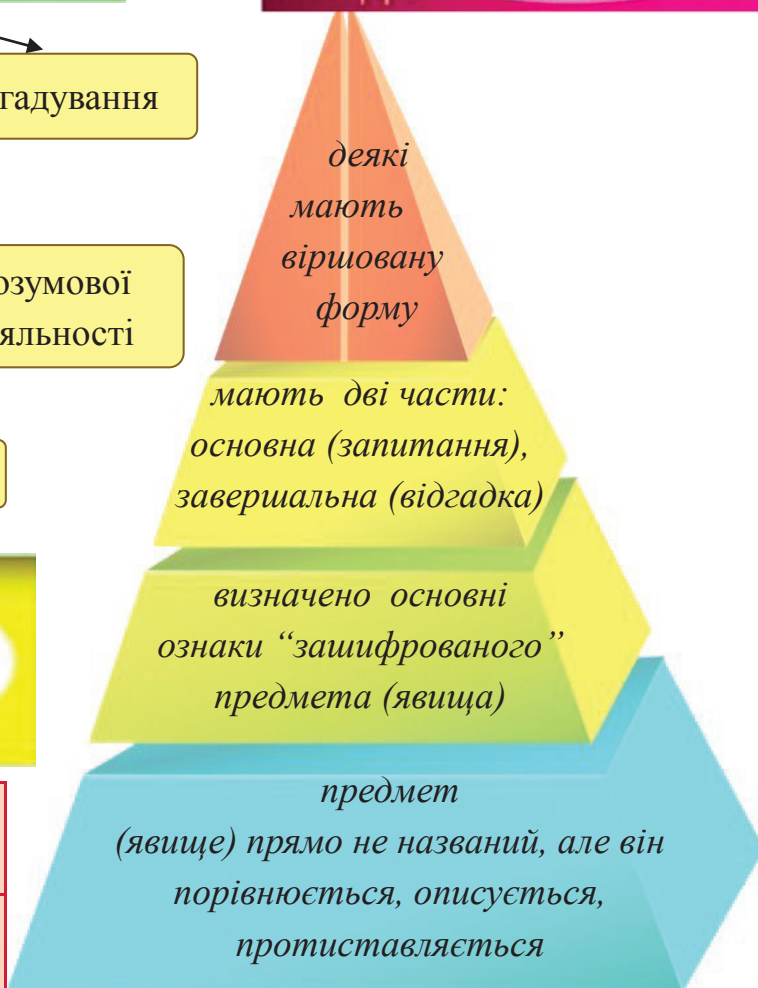 гадування
озумової
яльності
деякі
мають
віршовану
форму
мають дві части:
основна (запитання),
завершальна (відгадка)
визначено основні
ознаки “зашифрованого”
предмета (явища)
предмет
(явище) прямо не названий, але він
порівнюється, описується,
протиставляється